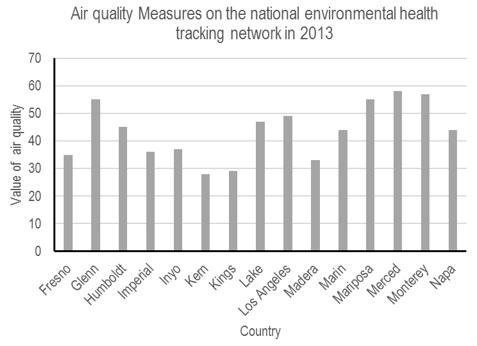 Air quality Measures on the national environmental health
tracking network in 2013
Value of air quality
70
60
50
40
30
20
10
0
Fresno
Glenn
Humboldt
Imperial
Inyo
Kern
Kings
Lake
Los Angeles
Madera
Marin
Mariposa
Merced
Monterey
Napa
Country